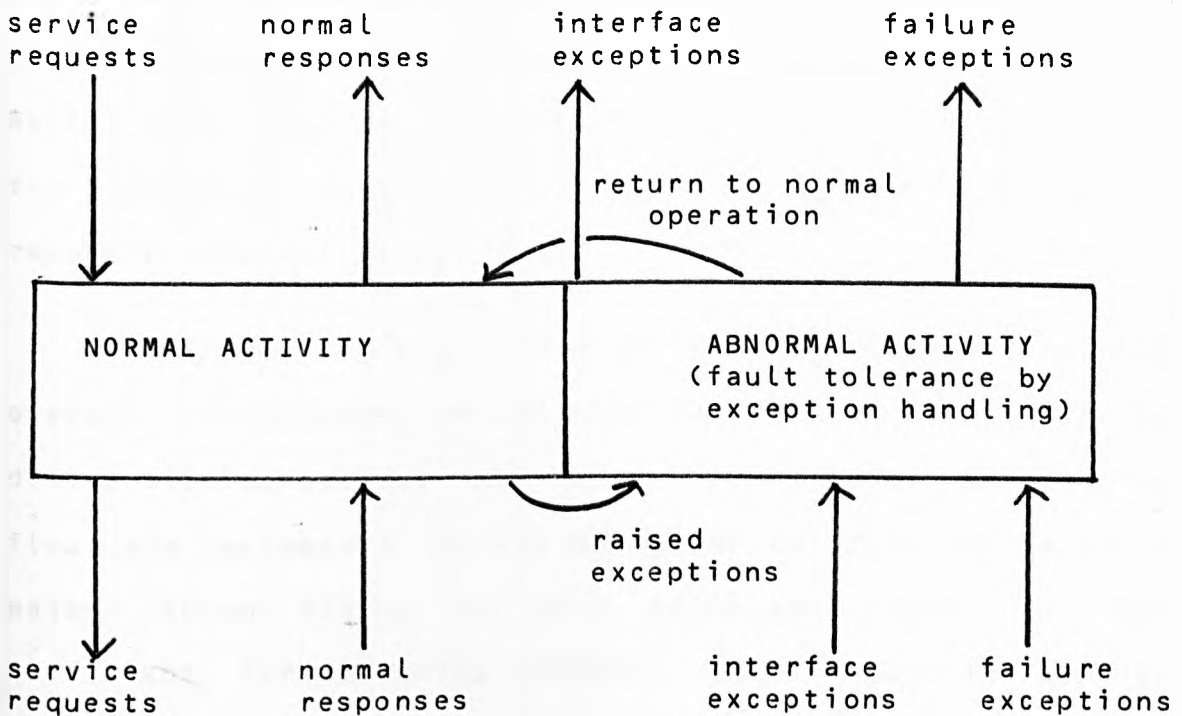 service
requests
normal
responses
interface
exceptions
failure
exceptions
return to normal
operation
NORMAL ACTIVITY
ABNORMAL ACTIVITY
(fault tolerance by
exception handling)
raised
exceptions
service
requests
normal
responses
interface
exceptions
failure
exceptions